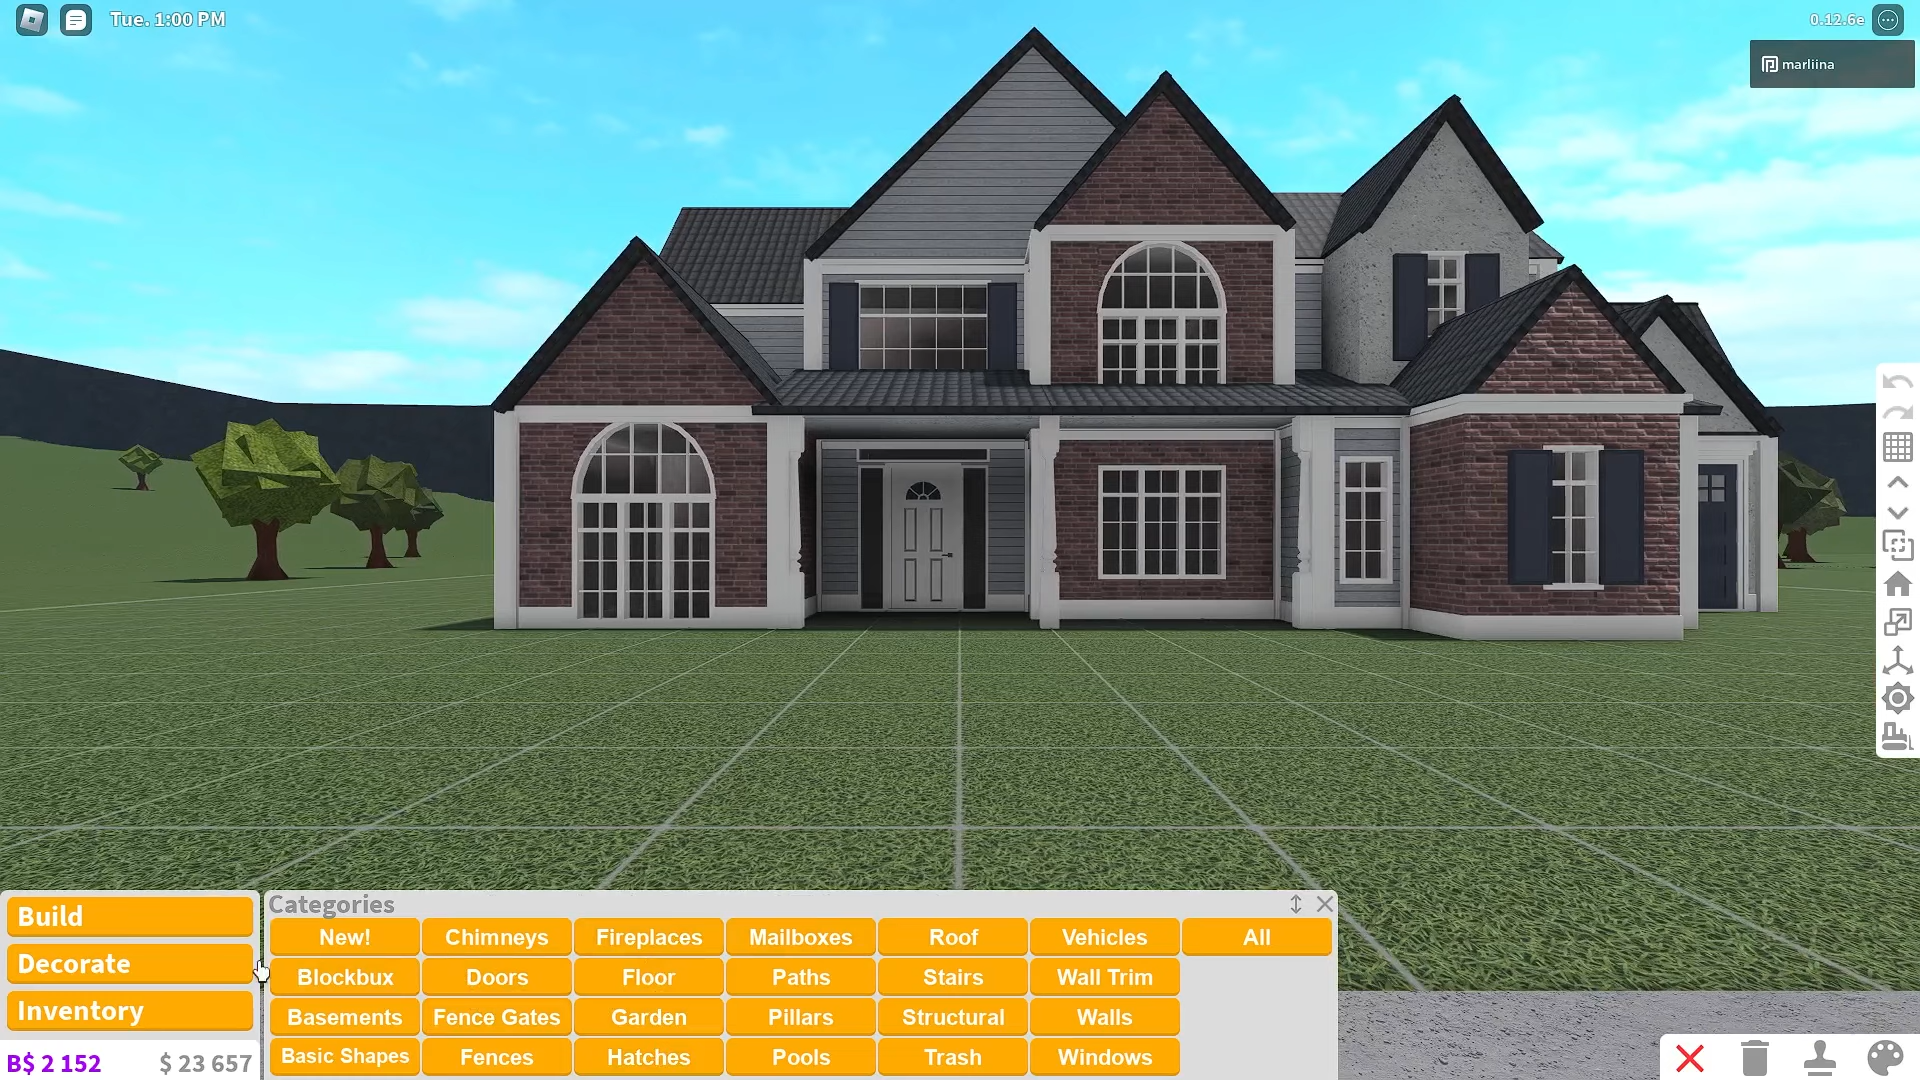 Tue. 1:00 PM
0.12.6e
marliina
Build
Decorate
Inventory
B$ 2 152
$ 23 657
Categories
New! Chimneys Fireplaces Mailboxes Roof Vehicles All
Blockbux Doors Floor Paths Stairs Wall Trim
Basements Fence Gates Garden Pillars Structural Walls
Basic Shapes Fences Hatches Pools Trash Windows